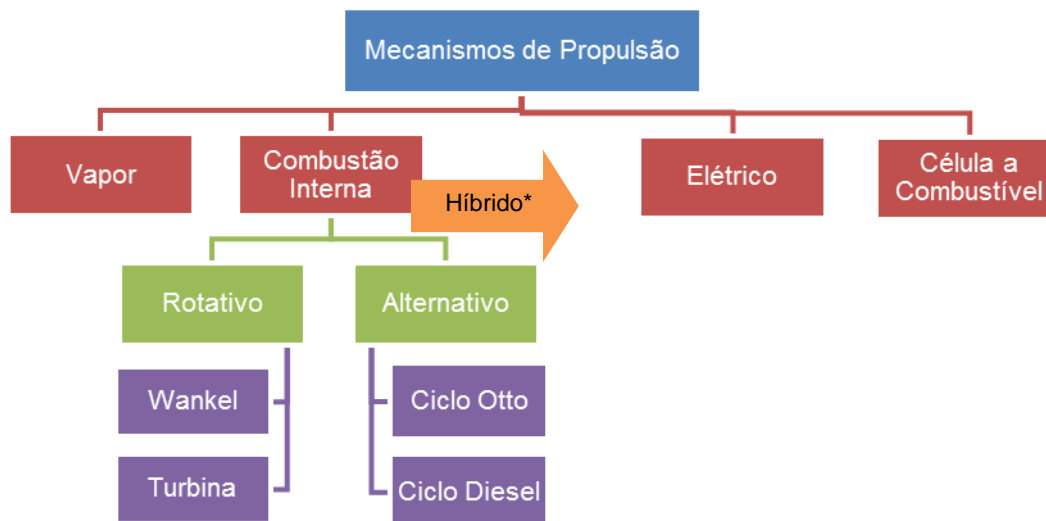 Mecanismos de Propulsão
Vapor
Combustão
Interna
Híbrido*
Elétrico
Célula a
Combustível
Rotativo
Alternativo
Wankel
Ciclo Otto
Turbina
Ciclo Diesel